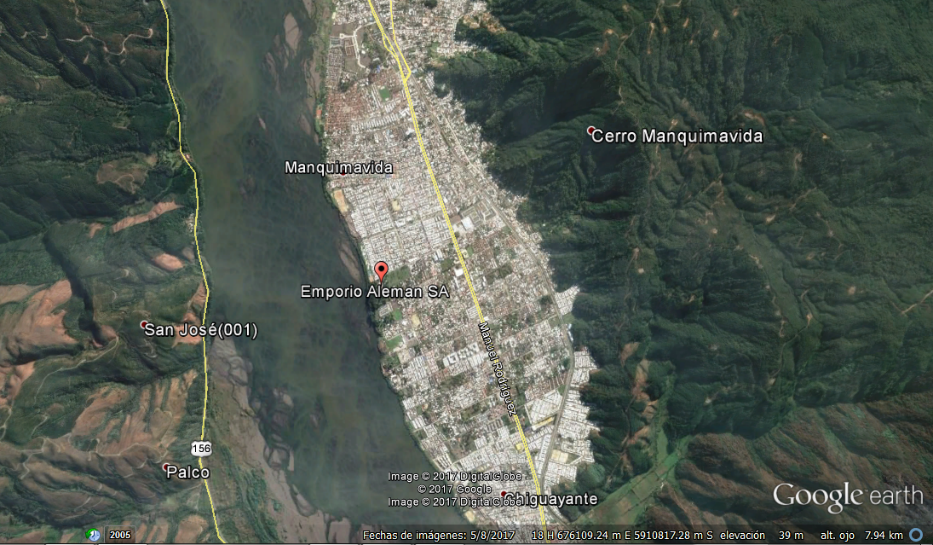 Cerro Manquimavida
Manquimavida
Emporio Aleman SA
San José(001)
Manuel Rodriguez
156
Palco
Image © 2017 DigitalGlobe
© 2017 Google
Image © 2017 DigitalGlobe
Chiguayante
Google earth
2006
Fechas de imágenes: 5/8/2017 18 H 676109.24 m E 5910817.28 m S elevación 39 m alt. ojo 7.94 km